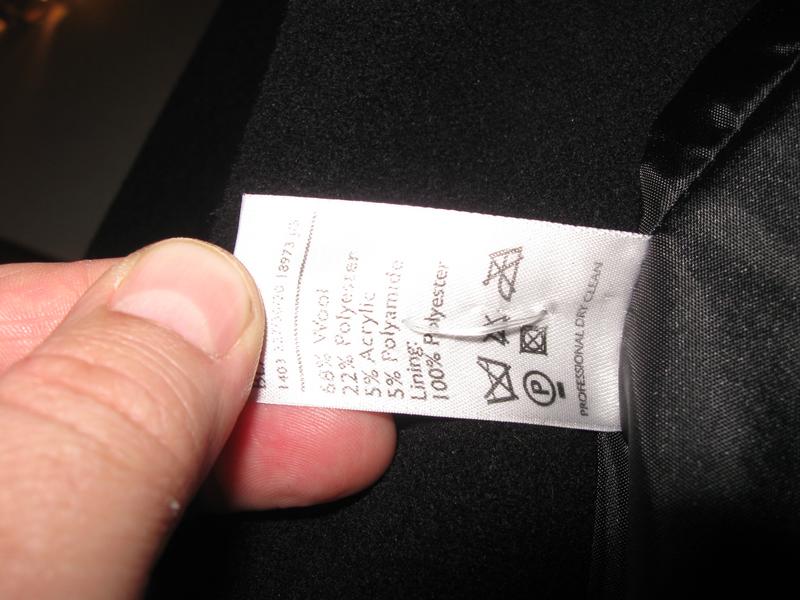 68% Wool
22% Polyester
5% Acrylic
5% Polyamide
Lining:
100% Polyester
P
PROFESSIONAL DRY CLEAN